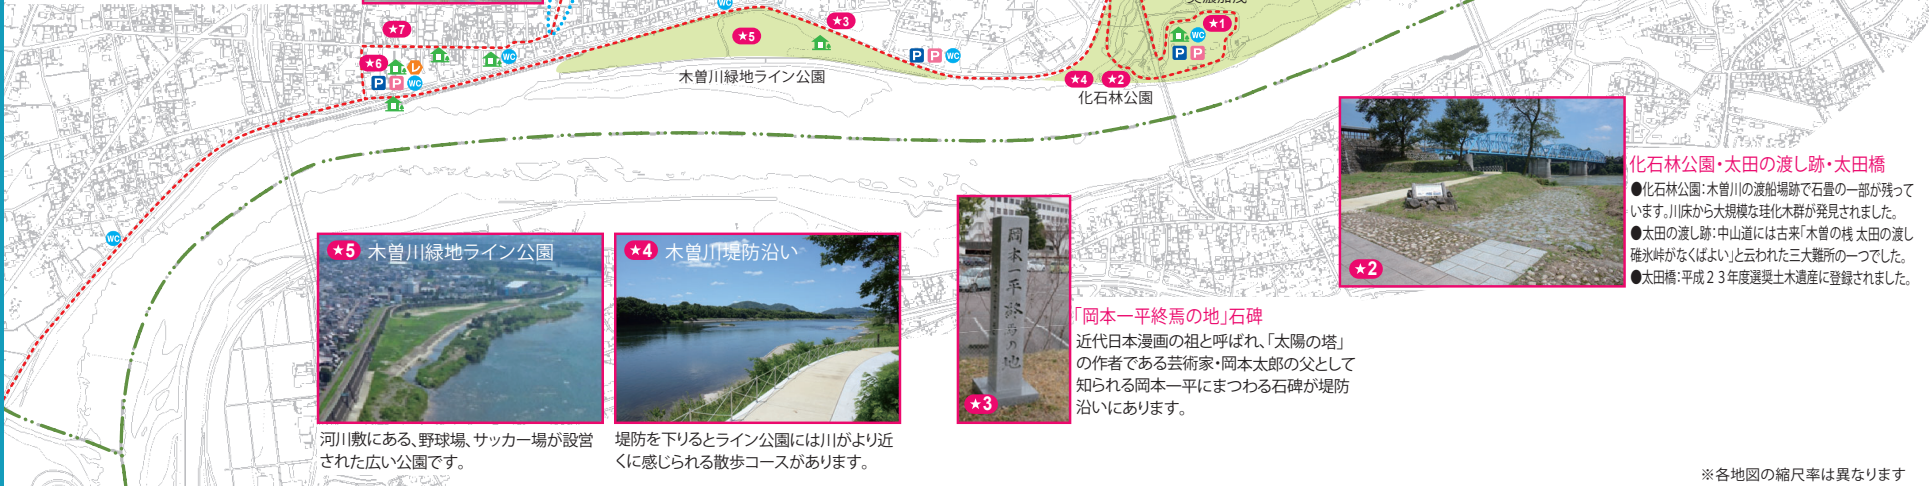 WC
★7
★3
★1
★5
WC
WC
★6
レ
P P WC
P P WC
P P
WC
木曽川緑地ライン公園
★4 ★2
化石林公園
WC
★2
化石林公園・太田の渡し跡・太田橋
●化石林公園：木曽川の渡船場跡で石畳の一部が残って
います。川床から大規模な珪化木群が発見されました。
●太田の渡し跡：中山道には古来「木曽の桟 太田の渡し
碓氷峠がなくばよい」と云われた三大難所の一つでした。
●太田橋：平成23年度選奨土木遺産に登録されました。
★5 木曽川緑地ライン公園
河川敷にある、野球場、サッカー場が設営
された広い公園です。
★4 木曽川堤防沿い
堤防を下りるとライン公園には川がより近
くに感じられる散歩コースがあります。
岡本一平終焉の地
★3
「岡本一平終焉の地」石碑
近代日本漫画の祖と呼ばれ、「太陽の塔」
の作者である芸術家・岡本太郎の父として
知られる岡本一平にまつわる石碑が堤防
沿いにあります。
※各地図の縮尺率は異なります